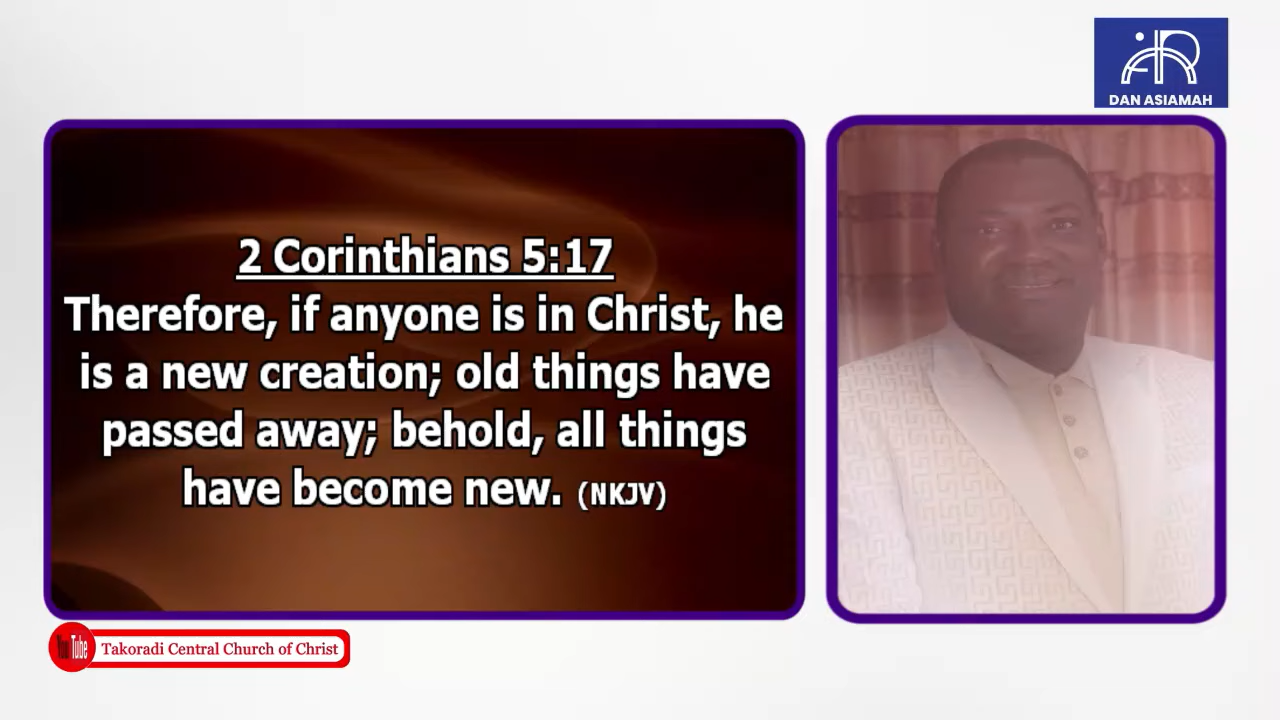 DAN ASIAMAH
2 Corinthians 5:17
Therefore, if anyone is in Christ, he
is a new creation; old things have
passed away; behold, all things
have become new. (NKJV)
YouTube Takoradi Central Church of Christ